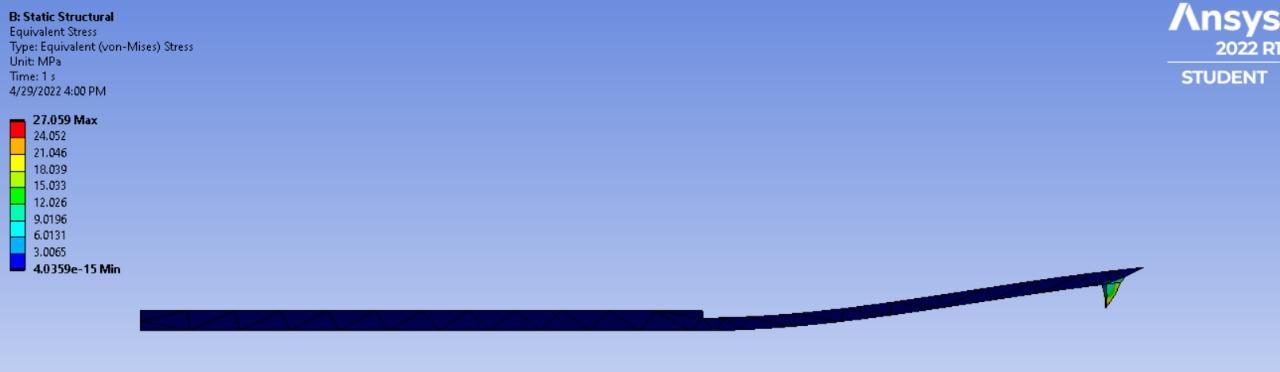 B: Static Structural
Equivalent Stress
Type: Equivalent (von-Mises) Stress
Unit: MPa
Time: 1 s
4/29/2022 4:00 PM
27.059 Max
24.052
21.046
18.039
15.033
12.026
9.0196
6.0131
3.0065
4.0359e-15 Min
Ansys
2022 R1
STUDENT